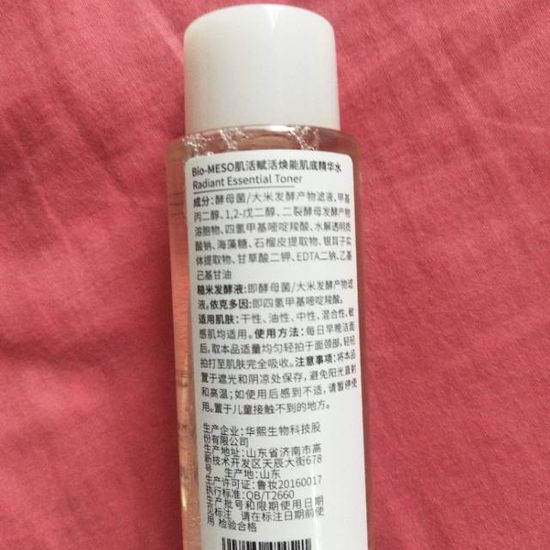 Bio-MESO肌活赋活焕能肌底精华水
Radiant Essential Toner
成分：酵母菌/大米发酵产物滤液、甲基
丙二醇、1,2-戊二醇、二裂酵母发酵产物
溶胞物、四氢甲基嘧啶羧酸、水解透明质
酸钠、海藻糖、石榴皮提取物、银耳子实
体提取物、甘草酸二钾、EDTA二钠、乙基
己基甘油
糙米发酵液：即酵母菌/大米发酵产物滤
液。依克多因：即四氢甲基嘧啶羧酸。
适用肌肤：干性、油性、中性、混合性、敏
感肌均适用。使用方法：每日早晚洁面
后，取本品适量均匀轻拍于面颈部，轻轻
拍打至肌肤完全吸收。注意事项：将本品
置于遮光和阴凉处保存，避免阳光直射
和高温；如使用后感到不适，请暂停使
用。置于儿童接触不到的地方。
生产企业：华熙生物科技股
份有限公司
生产地址：山东省济南市高
新技术开发区天辰大街678
号 生产地：山东
生产许可证：鲁妆20160017
执行标准：QB/T2660
生产批号和限期使用日期
见标注 请在标注日期前使
用 检验合格